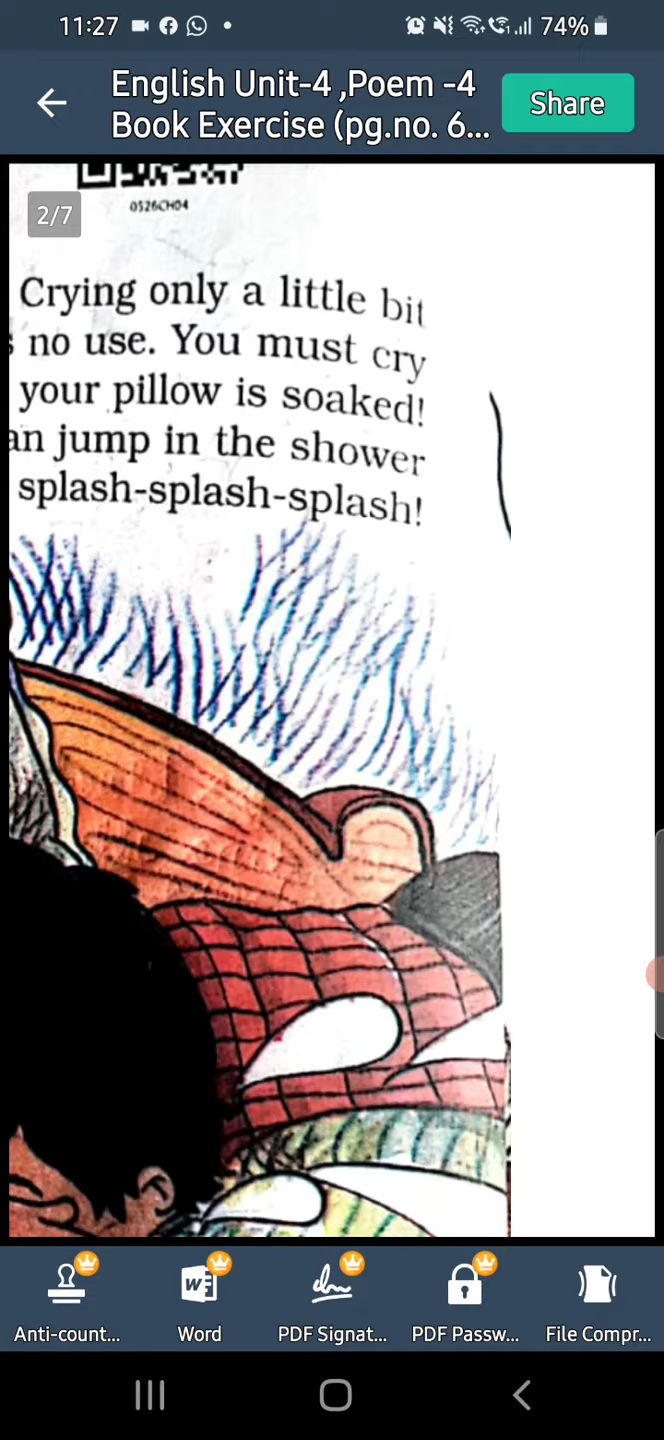 11:27
74%
English Unit-4 ,Poem -4
Book Exercise (pg.no. 6...
Share
2/7
0526CH04
Crying only a little bit
no use. You must cry
your pillow is soaked!
an jump in the shower
splash-splash-splash!
Anti-count...
Word
PDF Signat...
PDF Passw...
File Compr...